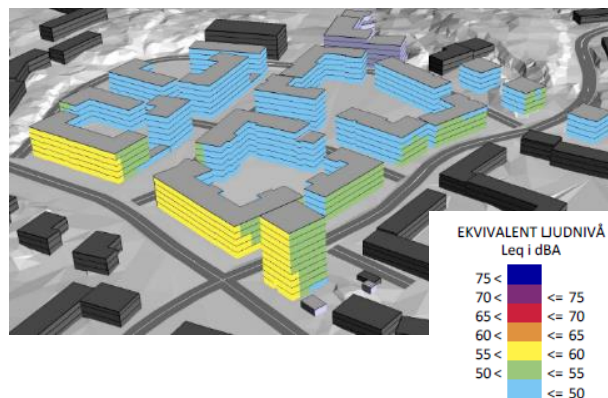 EKVIVALENT LJUDNIVÅ
Leq i dBA
75 <
70 < <= 75
65 < <= 70
60 < <= 65
55 < <= 60
50 < <= 55
<= 50